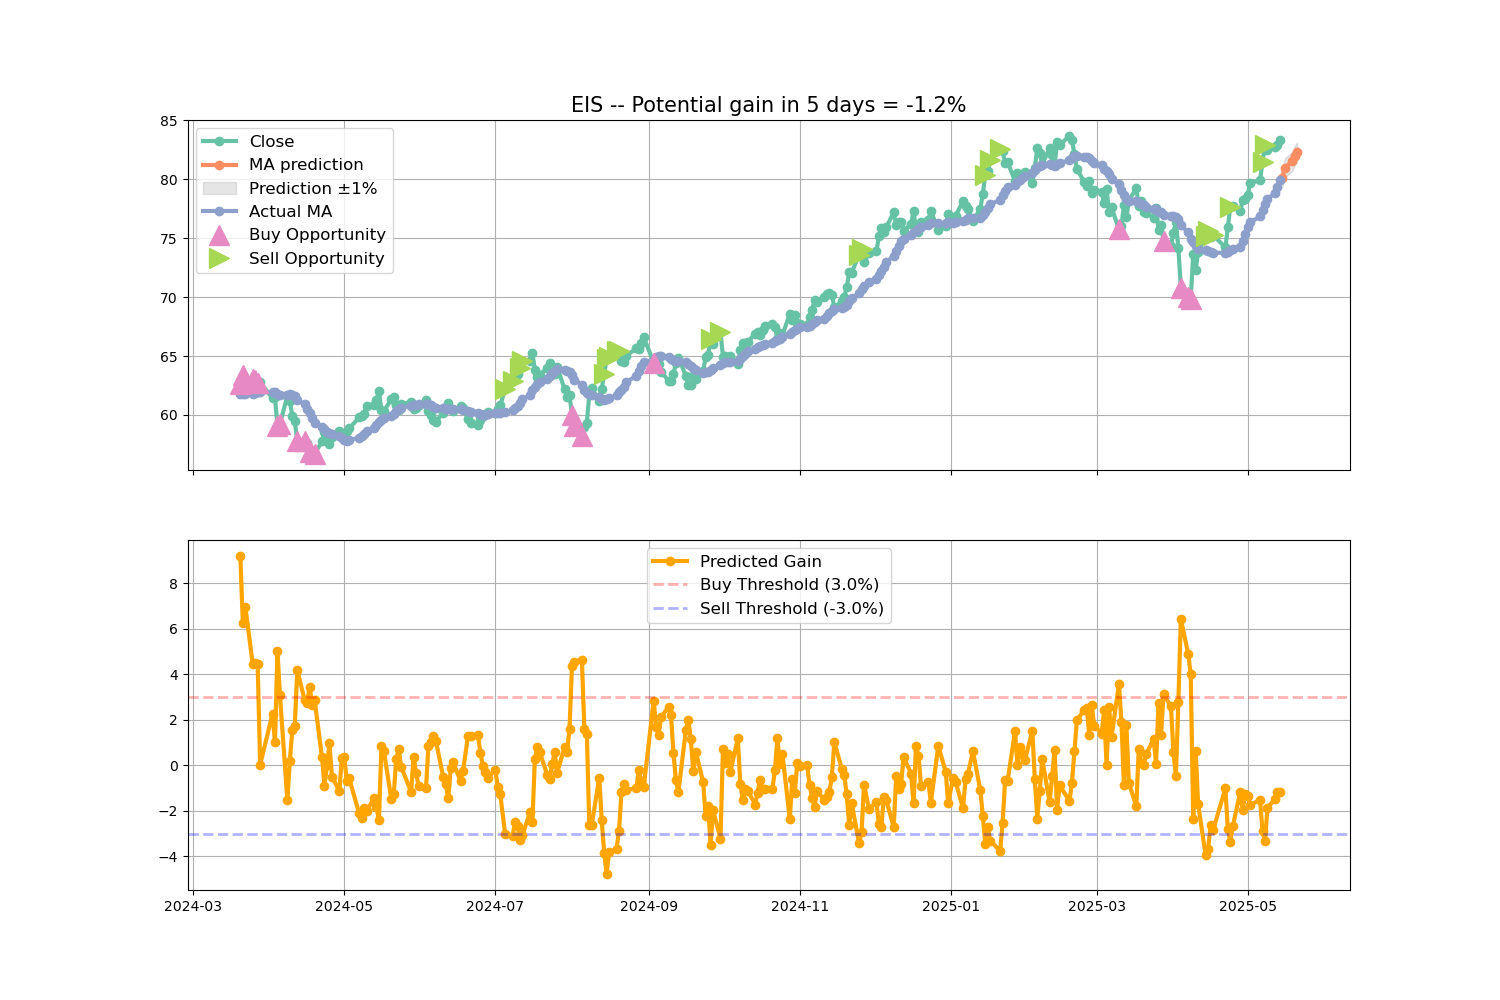 EIS -- Potential gain in 5 days = -1.2%
85
80
75
70
65
60
Close
MA prediction
Prediction ±1%
Actual MA
Buy Opportunity
Sell Opportunity
8
6
4
2
0
−2
−4
Predicted Gain
Buy Threshold (3.0%)
Sell Threshold (-3.0%)
2024-03 2024-05 2024-07 2024-09 2024-11 2025-01 2025-03 2025-05